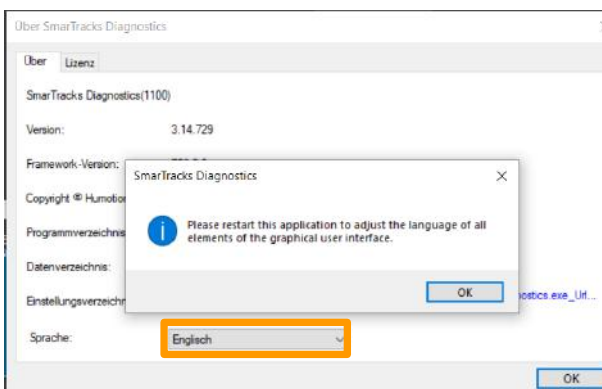 Über SmarTracks Diagnostics
Über Lizenz
SmarTracks Diagnostics(1100)
Version: 3.14.729
Framework-Version:
SmarTracks Diagnostics
Copyright ©
Please restart this application to adjust the language of all
elements of the graphical user interface.
Datenverzeichnis:
OK
Sprache: Englisch
OK